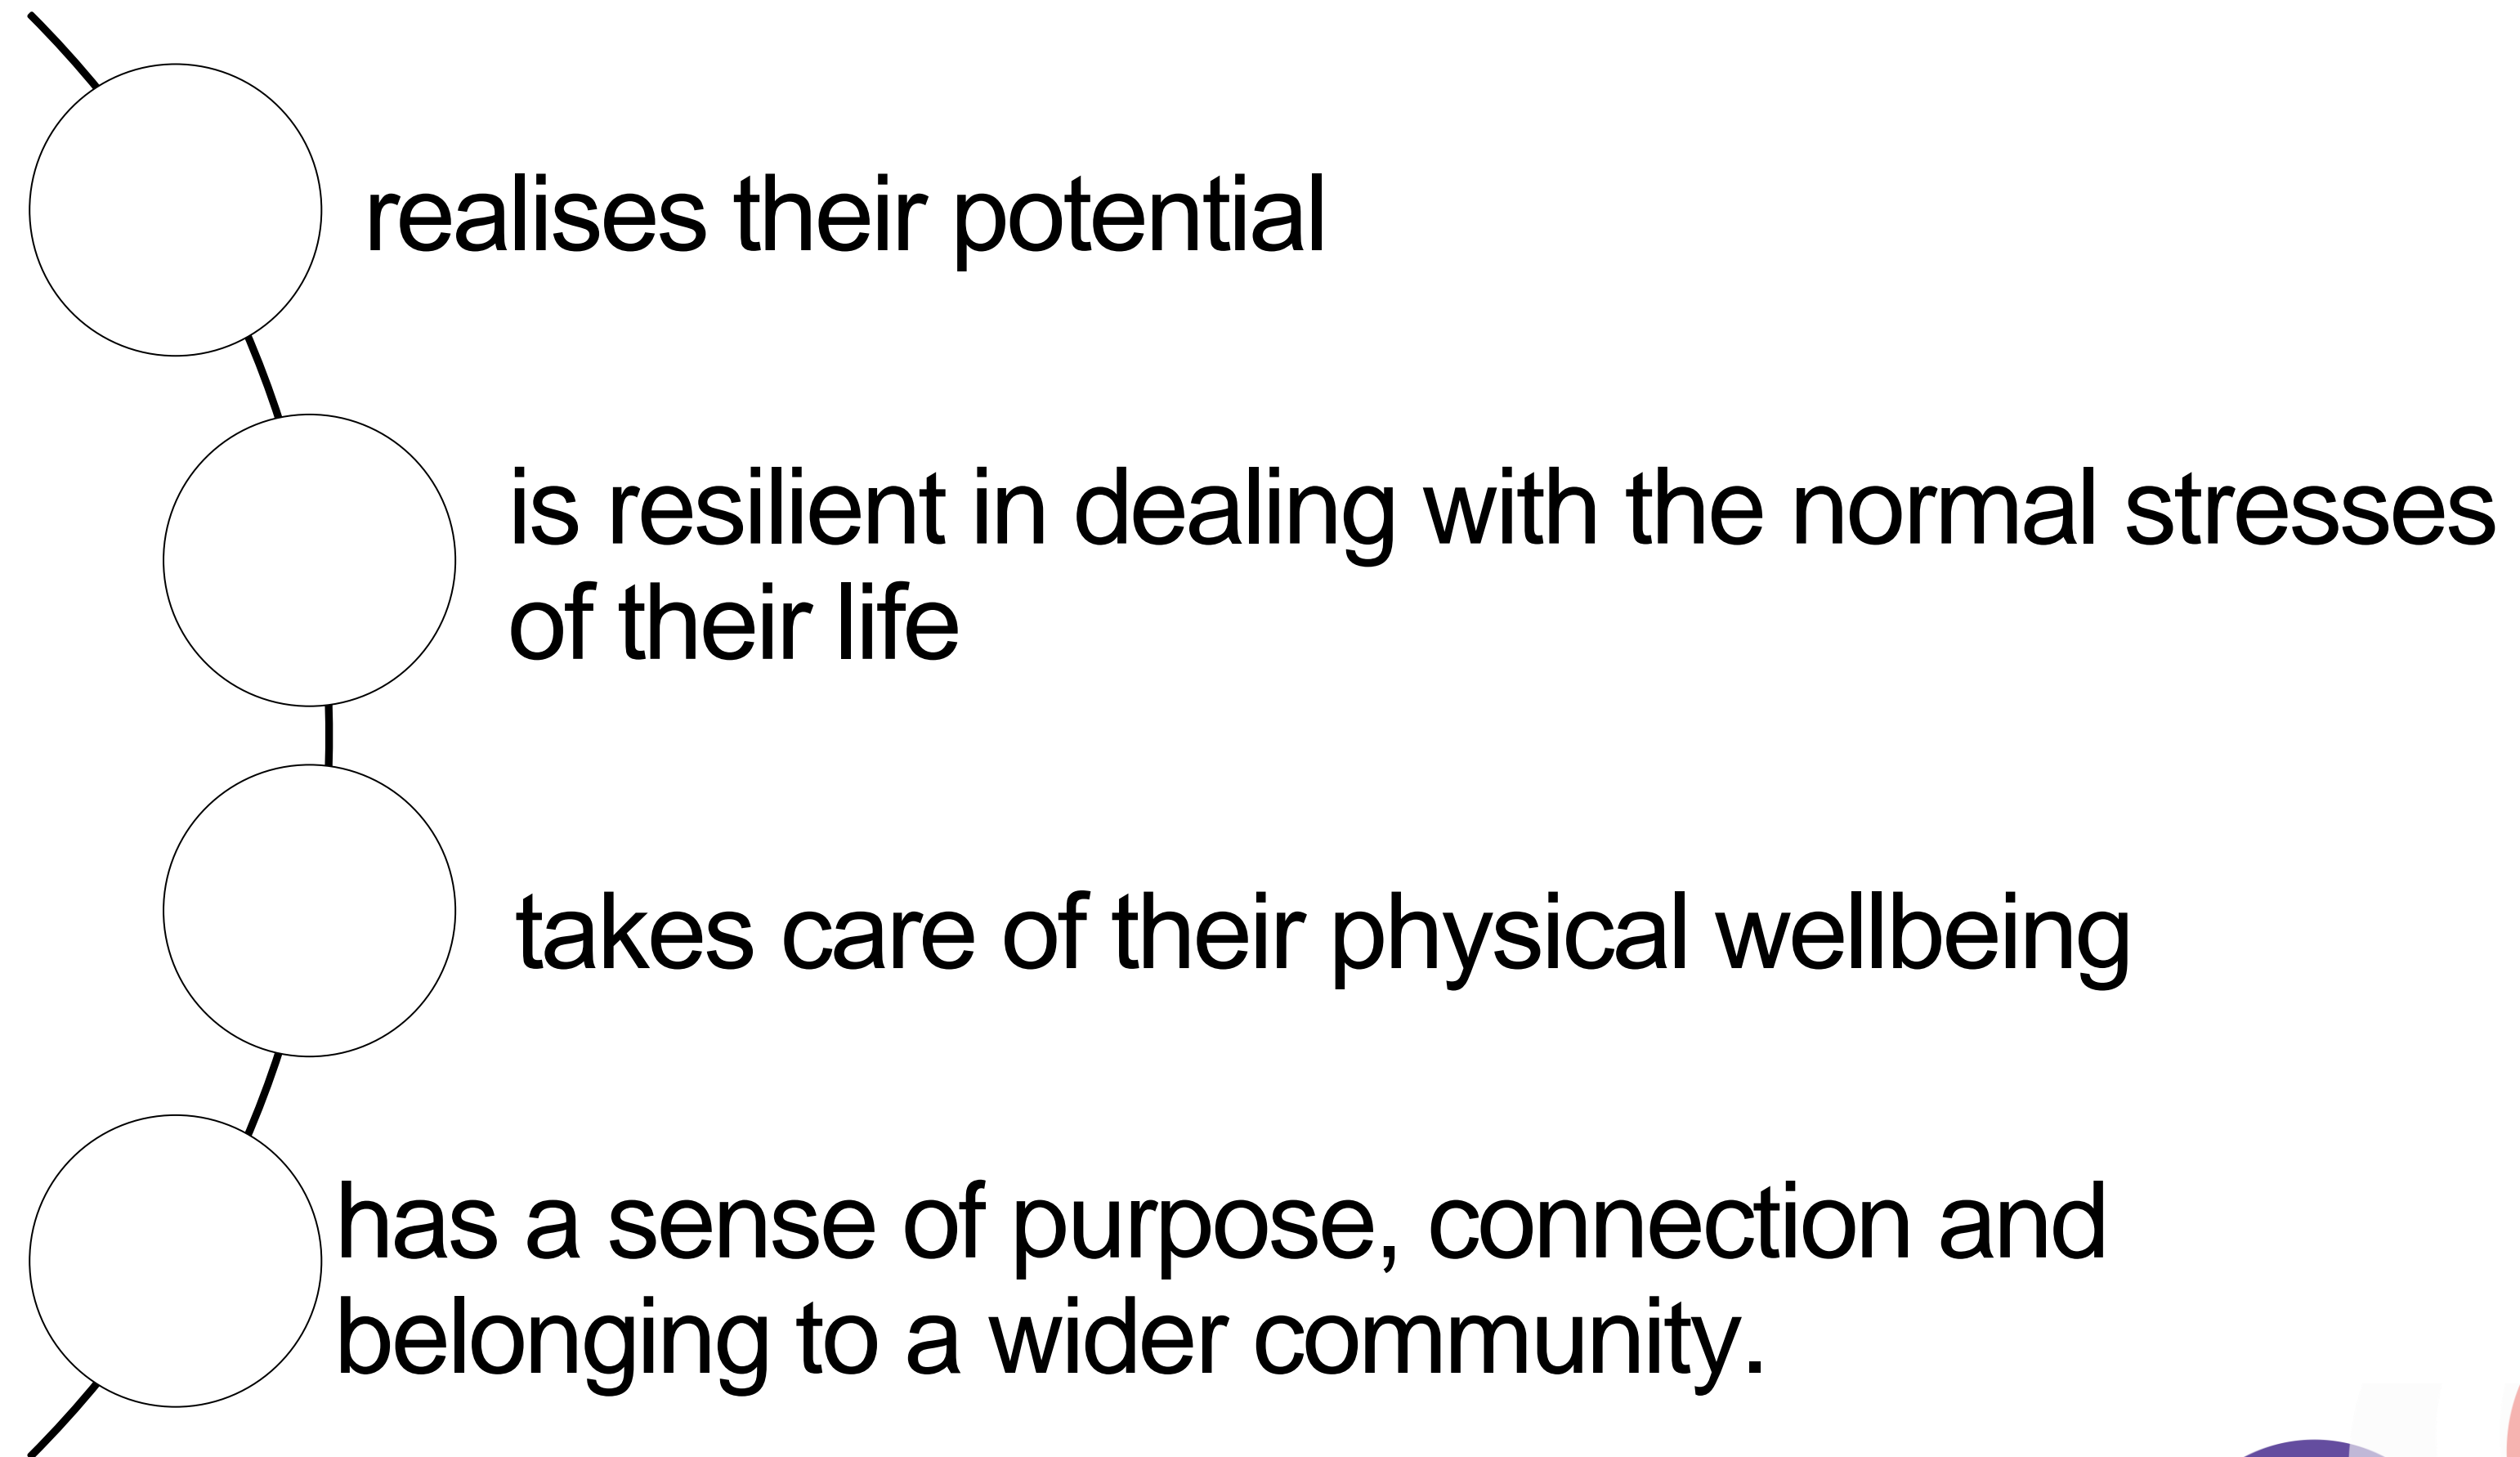 realises their potential
is resilient in dealing with the normal stresses
of their life
takes care of their physical wellbeing
has a sense of purpose, connection and
belonging to a wider community.